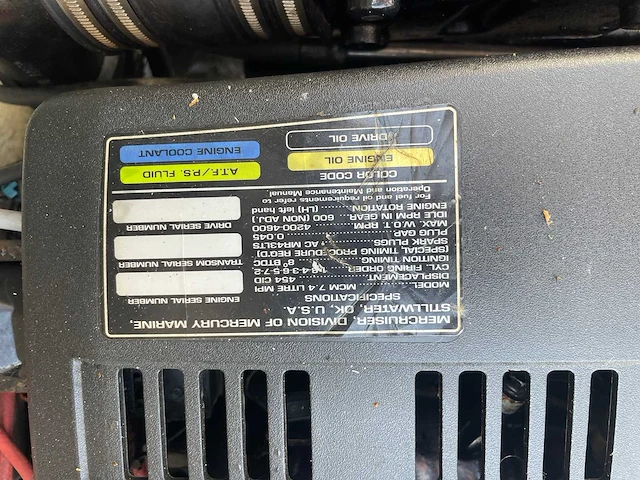 MERCRUISER, DIVISION OF MERCURY MARINE.
STILLWATER, OK, U.S.A.
SPECIFICATIONS
MODEL MCM 7.4 LITRE MPI
DISPLACEMENT 454 CID
CYL. FIRING ORDER 1-8-4-3-6-5-7-2
IGNITION TIMING 8° BTDC
(SPECIAL TIMING PROCEDURE REQ'D)
SPARK PLUGS AC MR43LTS
PLUG GAP 0.045
MAX. W.O.T. RPM 4200-4600
IDLE RPM IN GEAR 600 (NON ADJ.)
ENGINE ROTATION (LH) left hand
For fuel and oil requirements refer to
Operation and Maintenance Manual
ENGINE SERIAL NUMBER
TRANSOM SERIAL NUMBER
DRIVE SERIAL NUMBER
COLOR CODE
A.T.F./P.S. FLUID
ENGINE OIL
ENGINE COOLANT
DRIVE OIL